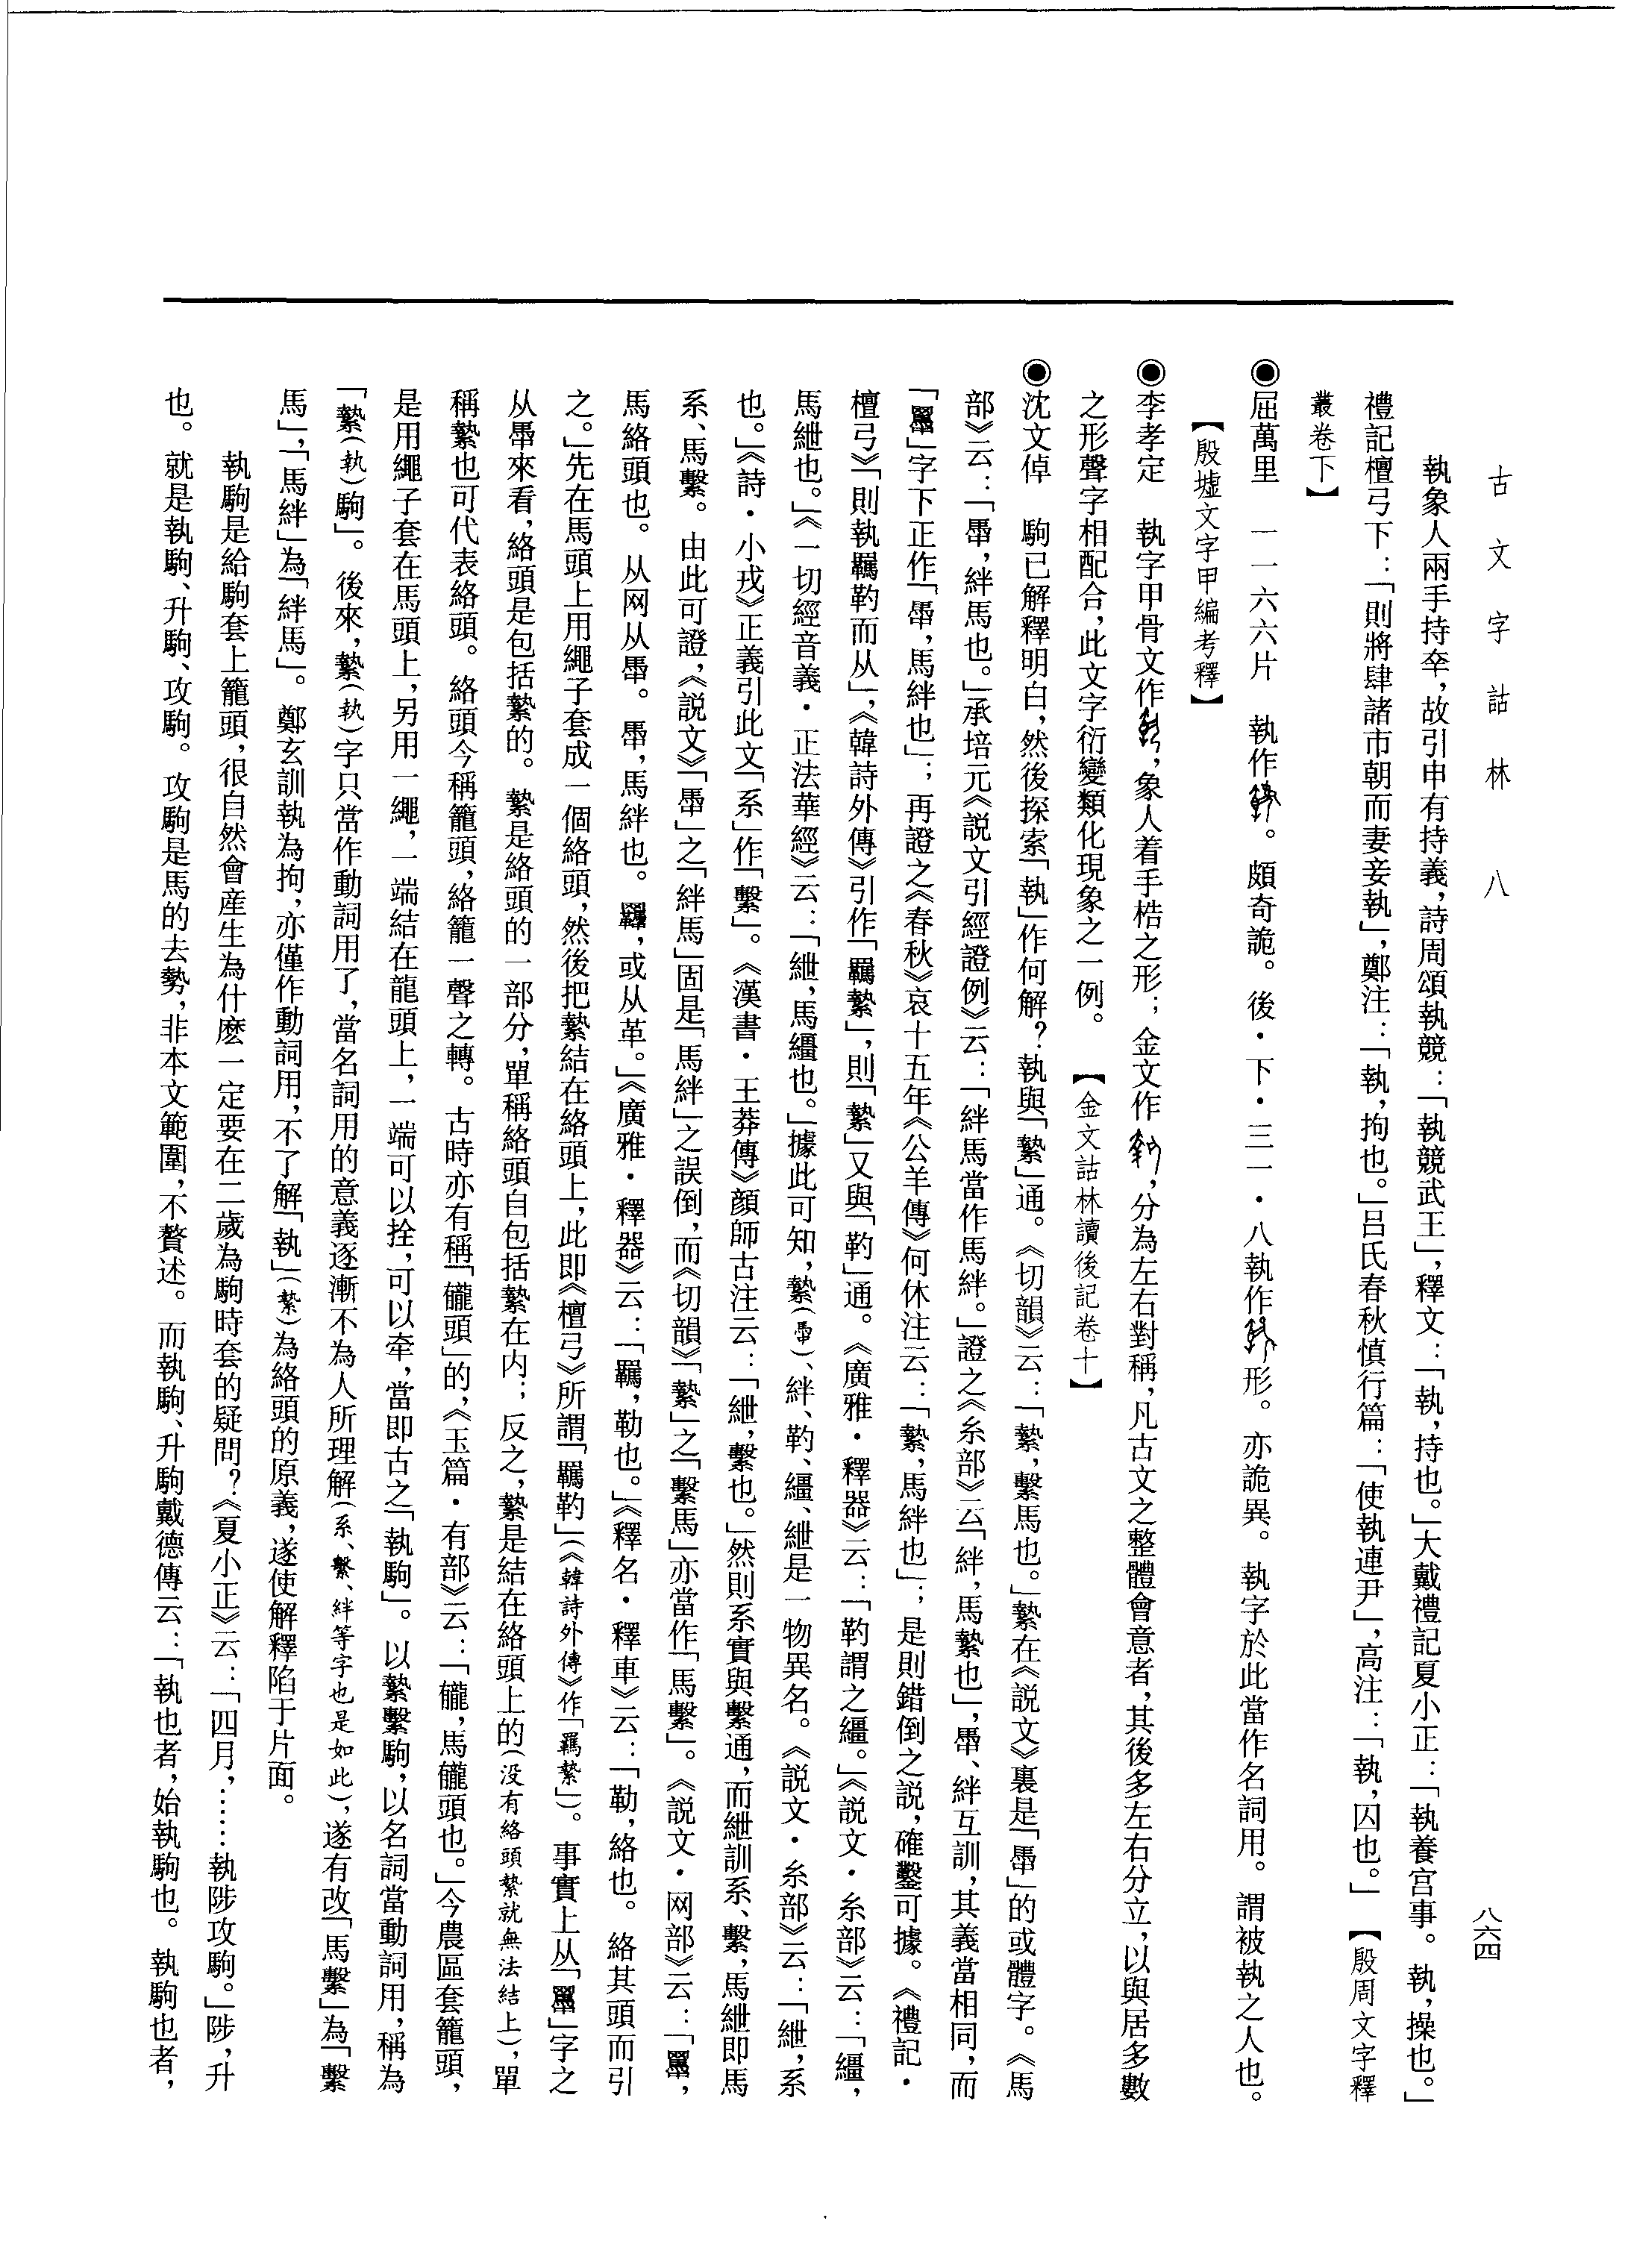 古文字詁林 八
八六四
執象人兩手持㚔，故引申有持義，詩周頌執競：「執競武王」，釋文：「執，持也。」大戴禮記夏小正：「執養宫事。執，操也。」
禮記檀弓下：「則將肆諸市朝而妻妾執」，鄭注：「執，拘也。」吕氏春秋慎行篇：「使執連尹」，高注：「執，囚也。」【殷周文字釋
叢卷下】
◉屈萬里 一一六六片 執作。頗奇詭。後·下·三一·八執作形。亦詭異。執字於此當作名詞用。謂被執之人也。
【殷墟文字甲編考釋】
◉李孝定 執字甲骨文作，象人着手梏之形；金文作，分為左右對稱，凡古文之整體會意者，其後多左右分立，以與居多數
之形聲字相配合，此文字衍變類化現象之一例。【金文詁林讀後記卷十】
◉沈文倬 駒已解釋明白，然後探索「執」作何解？執與「縶」通。《切韻》云：「縶，繫馬也。」縶在《説文》裏是「馽」的或體字。《馬
部》云：「馽，絆馬也。」承培元《説文引經證例》云：「絆馬當作馬絆。」證之《糸部》云「絆，馬縶也」，馽、絆互訓，其義當相同，而
「䍜」字下正作「馽，馬絆也」；再證之《春秋》哀十五年《公羊傳》何休注云：「縶，馬絆也」；是則錯倒之説，確鑿可據。《禮記·
檀弓》「則執羈靮而从」，《韓詩外傳》引作「羈縶」，則「縶」又與「靮」通。《廣雅·釋器》云：「靮謂之繮。」《説文·糸部》云：「繮，
馬紲也。」《一切經音義·正法華經》云：「紲，馬繮也。」據此可知，縶（馽）、絆、靮、繮、紲是一物異名。《説文·糸部》云：「紲，系
也。」《詩·小戎》正義引此文「系」作「繫」。《漢書·王莽傳》顔師古注云：「紲，繫也。」然則系實與繫通，而紲訓系、繫，馬紲即馬
系、馬繫。由此可證，《説文》「馽」之「絆馬」固是「馬絆」之誤倒，而《切韻》「縶」之「繫馬」亦當作「馬繫」。《説文·网部》云：「䍜，
馬絡頭也。从网从馽。馽，馬絆也。羈，或从革。」《廣雅·釋器》云：「羈，勒也。」《釋名·釋車》云：「勒，絡也。絡其頭而引
之。」先在馬頭上用繩子套成一個絡頭，然後把縶結在絡頭上，此即《檀弓》所謂「羈靮」（《韓詩外傳》作「羈縶」）。事實上从「䍜」字之
从馽來看，絡頭是包括縶的。縶是絡頭的一部分，單稱絡頭自包括縶在内；反之，縶是結在絡頭上的（没有絡頭縶就無法結上），單
稱縶也可代表絡頭。絡頭今稱籠頭，絡籠一聲之轉。古時亦有稱「㰍頭」的，《玉篇·有部》云：「㰍，馬㰍頭也。」今農區套籠頭，
是用繩子套在馬頭上，另用一繩，一端結在龍頭上，一端可以拴，可以牽，當即古之「執駒」。以縶繫駒，以名詞當動詞用，稱為
「縶（執）駒」。後來，縶（執）字只當作動詞用了，當名詞用的意義逐漸不為人所理解（系、繫、絆等字也是如此），遂有改「馬繫」為「繫
馬」，「馬絆」為「絆馬」。鄭玄訓執為拘，亦僅作動詞用，不了解「執」（縶）為絡頭的原義，遂使解釋陷于片面。
執駒是給駒套上籠頭，很自然會産生為什麽一定要在二歲為駒時套的疑問？《夏小正》云：「四月，……執陟攻駒。」陟，升
也。就是執駒、升駒、攻駒。攻駒是馬的去勢，非本文範圍，不贅述。而執駒、升駒戴德傳云：「執也者，始執駒也。執駒也者，